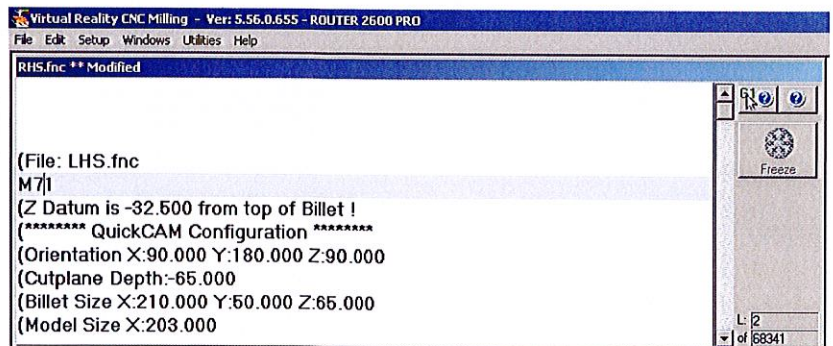 Virtual Reality CNC Milling - Ver: 5.56.0.655 - ROUTER 2600 PRO
File Edit Setup Windows Utilities Help
RHS.fnc ** Modified
(File: LHS.fnc
M71
(Z Datum is -32.500 from top of Billet !
(******** QuickCAM Configuration ********
(Orientation X:90.000 Y:180.000 Z:90.000
(Cutplane Depth:-65.000
(Billet Size X:210.000 Y:50.000 Z:65.000
(Model Size X:203.000
G1
Freeze
L: 2
of 68341